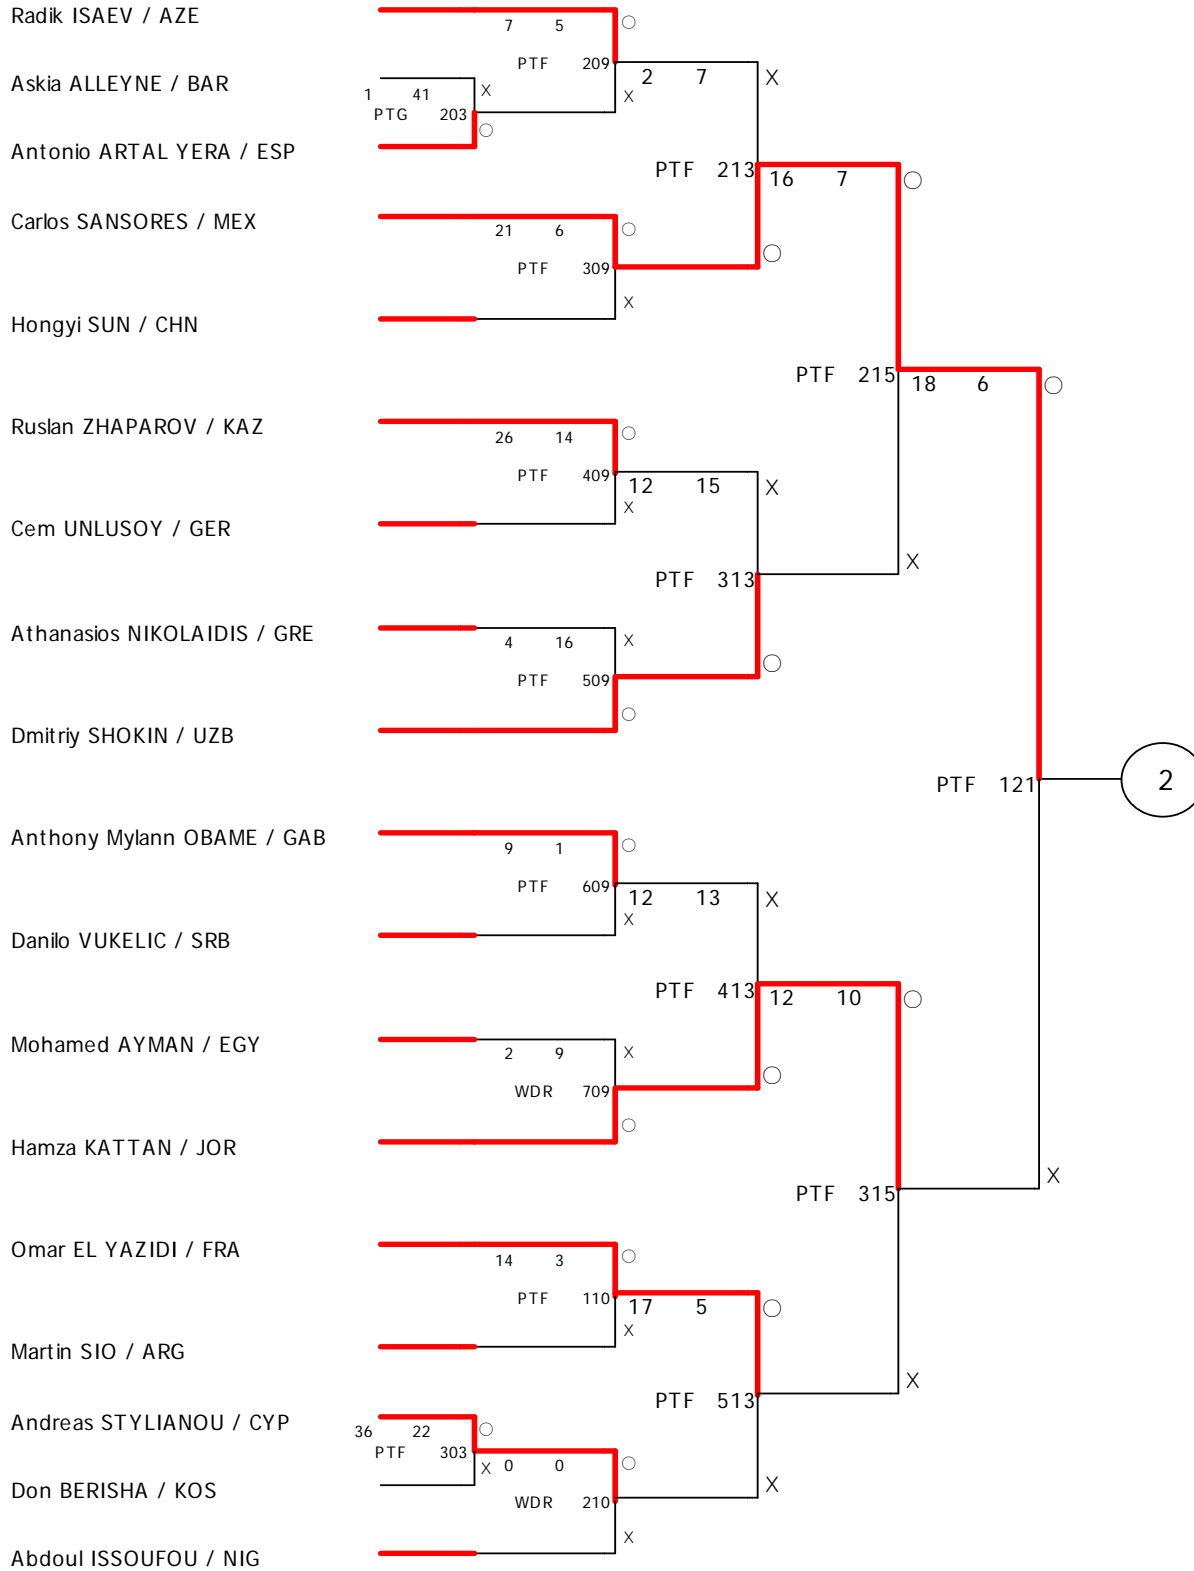 Radik ISAEV / AZE
7 5
○
PTF 209
2 7
X
Askia ALLEYNE / BAR
1 41
X
X
PTG 203
○
Antonio ARTAL YERA / ESP
PTF 213
16 7
○
Carlos SANSORES / MEX
21 6
○
○
PTF 309
X
Hongyi SUN / CHN
PTF 215
18 6
○
Ruslan ZHAPAROV / KAZ
26 14
○
PTF 409
12 15
X
X
Cem UNLUSOY / GER
X
PTF 313
Athanasios NIKOLAIDIS / GRE
4 16
X
○
PTF 509
○
Dmitriy SHOKIN / UZB
PTF 121
2
Anthony Mylann OBAME / GAB
9 1
○
PTF 609
12 13
X
X
Danilo VUKELIC / SRB
PTF 413
12 10
○
Mohamed AYMAN / EGY
2 9
X
○
WDR 709
○
Hamza KATTAN / JOR
X
PTF 315
Omar EL YAZIDI / FRA
14 3
○
PTF 110
17 5
○
X
Martin SIO / ARG
X
PTF 513
Andreas STYLIANOU / CYP
36 22
○
PTF 303
X
0 0
○
X
Don BERISHA / KOS
WDR 210
X
Abdoul ISSOUFOU / NIG